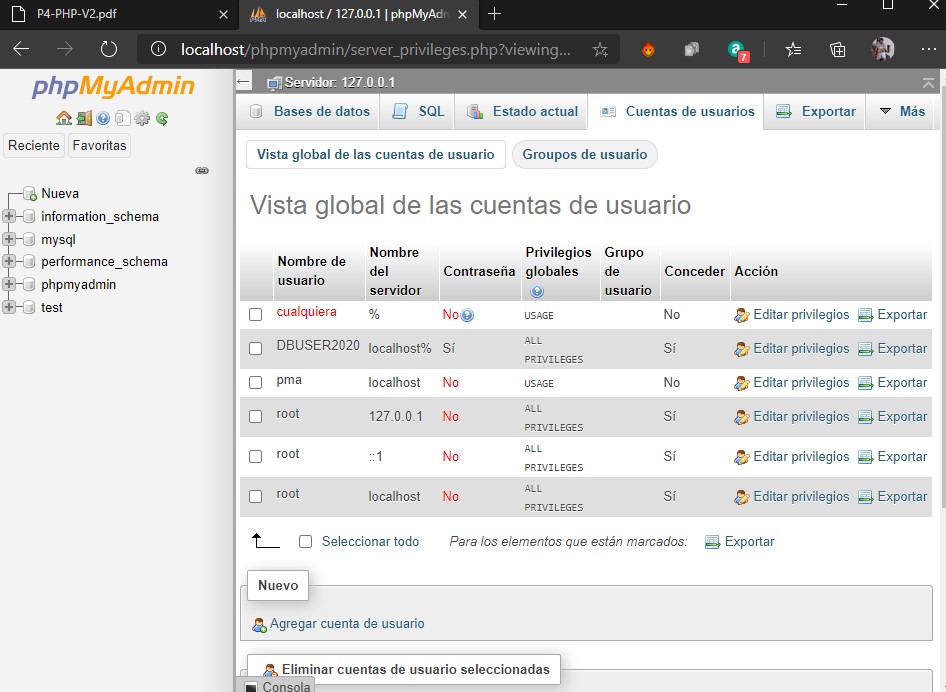 P4-PHP-V2.pdf
localhost / 127.0.0.1 | phpMyAdm
localhost/phpmyadmin/server_privileges.php?viewing...
7
phpMyAdmin
Reciente
Favoritas
Nueva
information_schema
mysql
performance_schema
phpmyadmin
test
Servidor: 127.0.0.1
Bases de datos
SQL
Estado actual
Cuentas de usuarios
Exportar
Más
Vista global de las cuentas de usuario
Groupos de usuario
Vista global de las cuentas de usuario
Nombre de usuario Nombre del servidor Contraseña Privilegios globales Grupo de usuario Conceder Acción
cualquiera % No USAGE No Editar privilegios Exportar
DBUSER2020 localhost% Sí ALL PRIVILEGES Sí Editar privilegios Exportar
pma localhost No USAGE No Editar privilegios Exportar
root 127.0.0.1 No ALL PRIVILEGES Sí Editar privilegios Exportar
root ::1 No ALL PRIVILEGES Sí Editar privilegios Exportar
root localhost No ALL PRIVILEGES Sí Editar privilegios Exportar
Seleccionar todo Para los elementos que están marcados: Exportar
Nuevo
Agregar cuenta de usuario
Eliminar cuentas de usuario seleccionadas
Consola